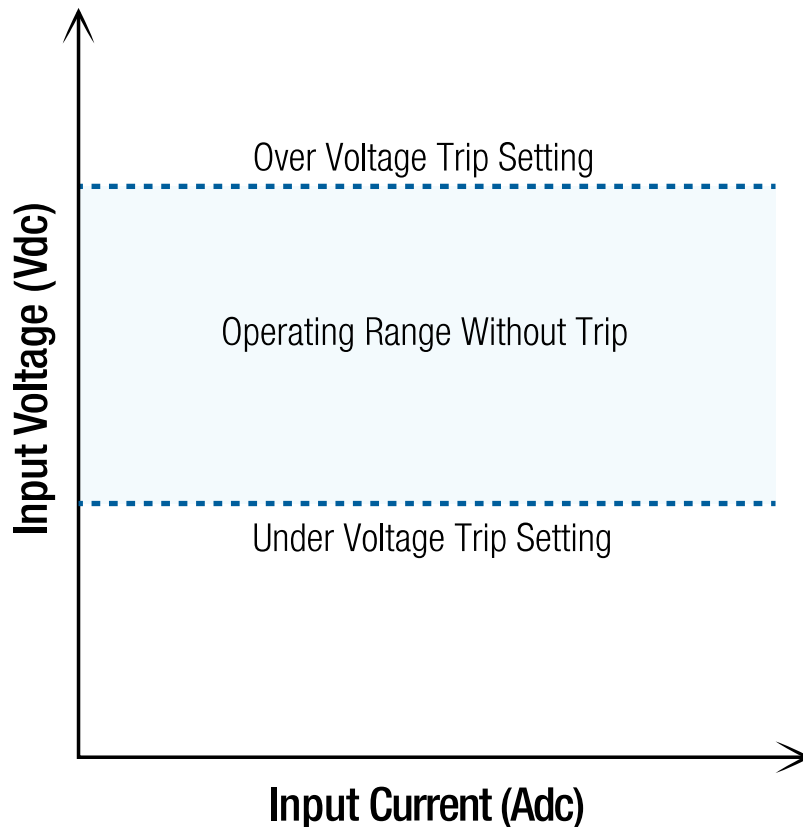 Over Voltage Trip Setting
Input Voltage (Vdc)
Operating Range Without Trip
Under Voltage Trip Setting
Input Current (Adc)